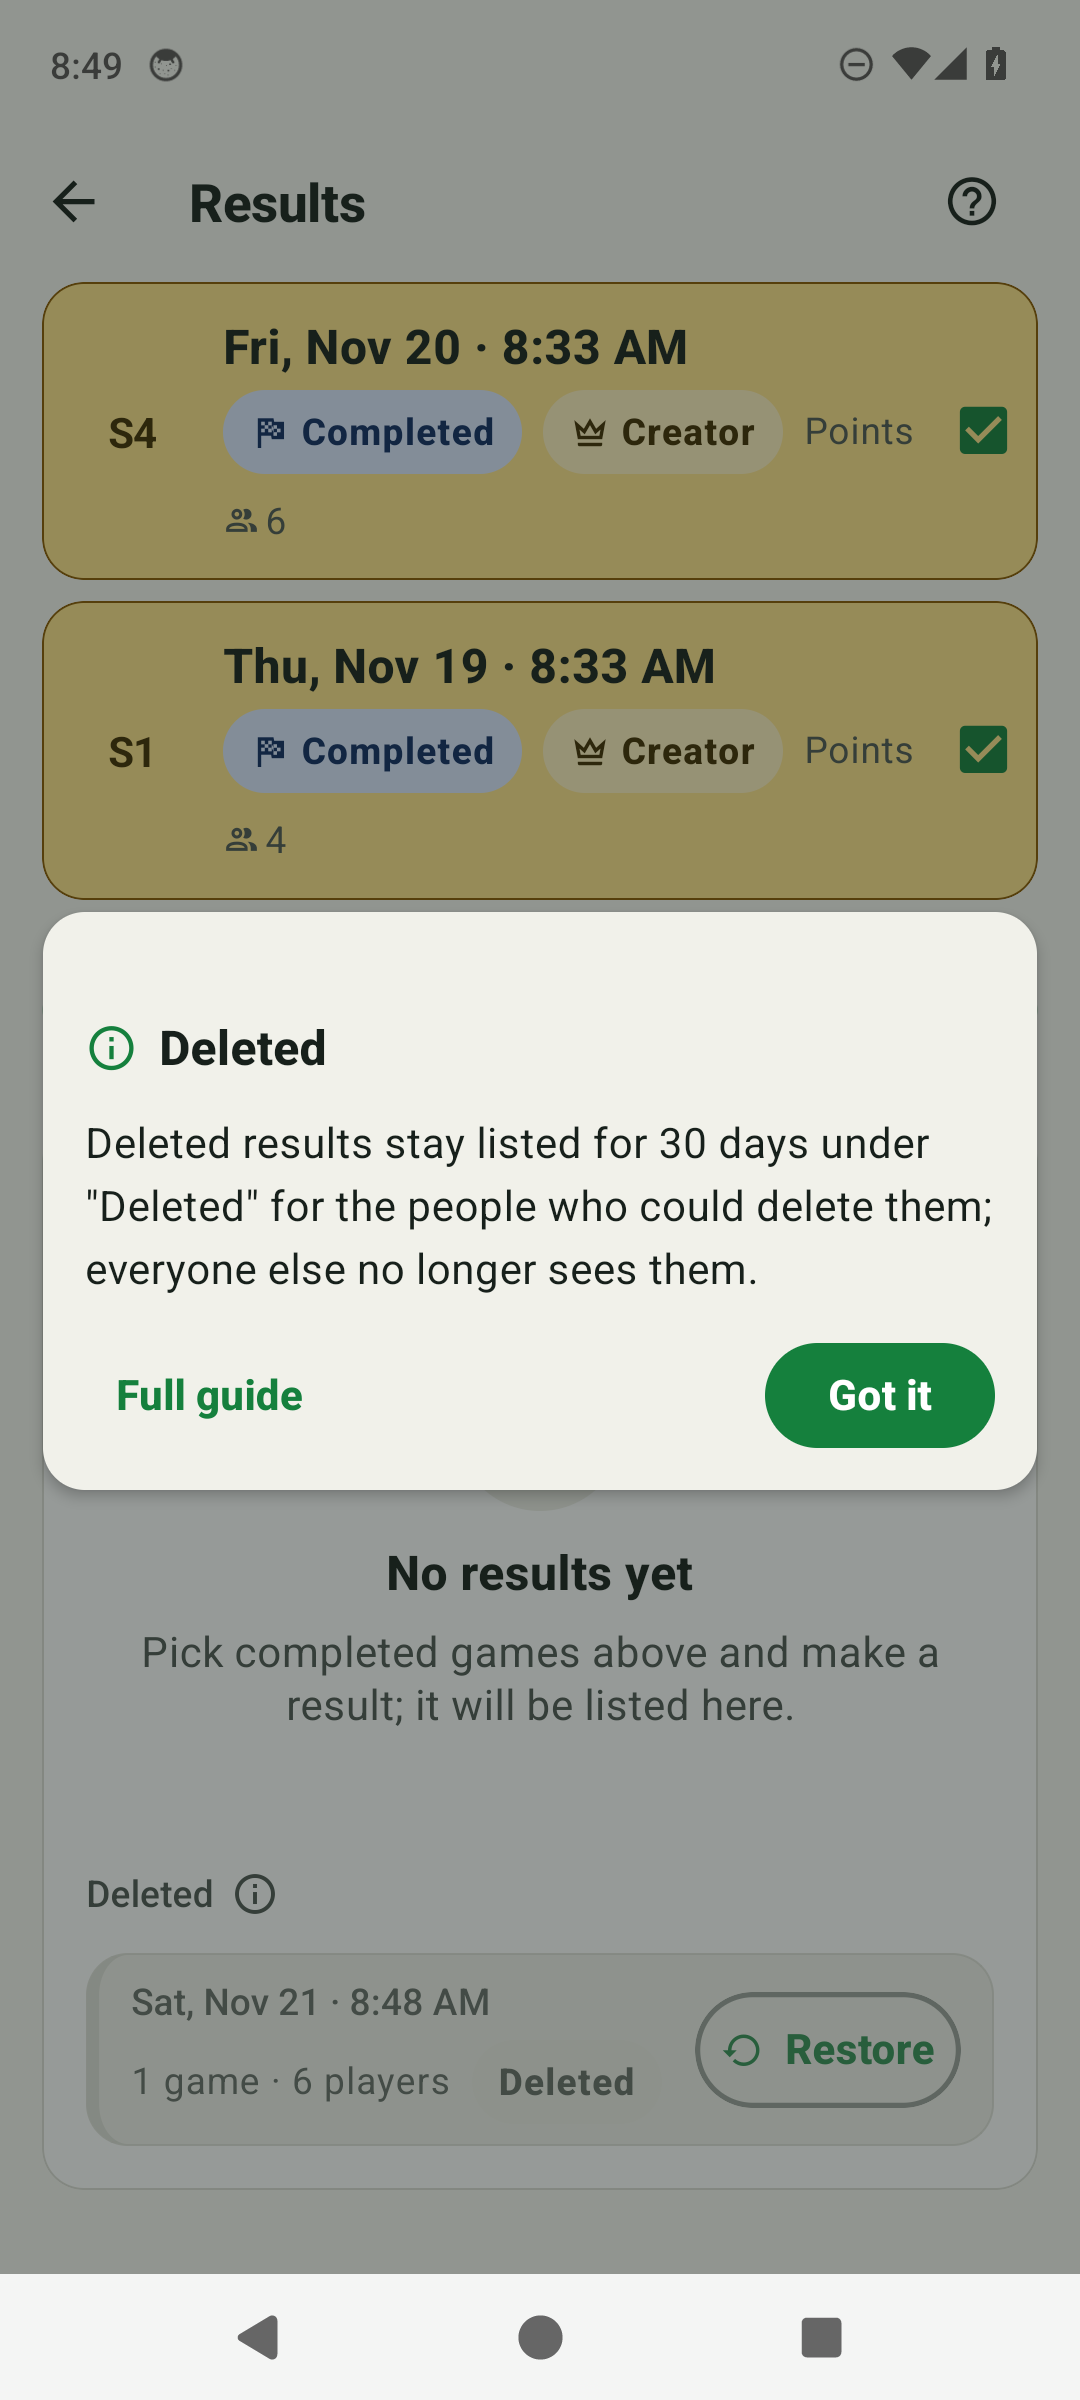 8:49
Results
Fri, Nov 20 · 8:33 AM
S4
Completed
Creator
Points
6
Thu, Nov 19 · 8:33 AM
S1
Completed
Creator
Points
4
Deleted
Deleted results stay listed for 30 days under
"Deleted" for the people who could delete them;
everyone else no longer sees them.
Full guide
Got it
No results yet
Pick completed games above and make a
result; it will be listed here.
Deleted
Sat, Nov 21 · 8:48 AM
1 game · 6 players
Deleted
Restore